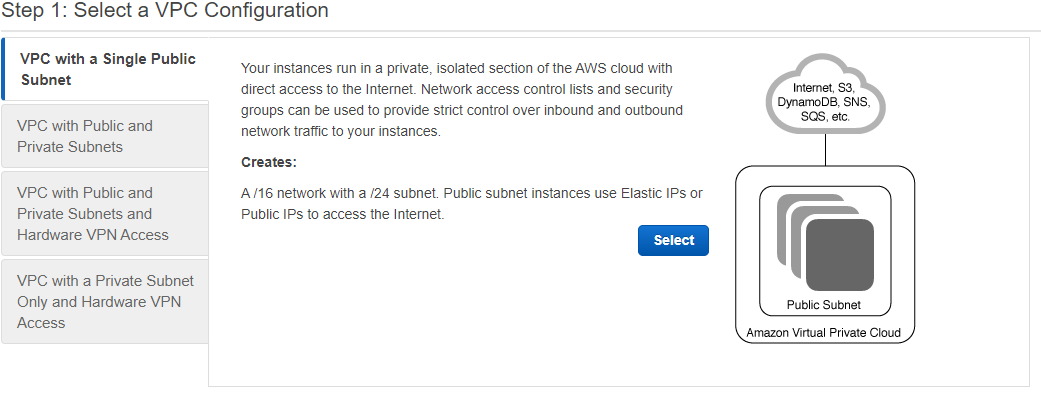 Step 1: Select a VPC Configuration
VPC with a Single Public
Subnet
VPC with Public and
Private Subnets
VPC with Public and
Private Subnets and
Hardware VPN Access
VPC with a Private Subnet
Only and Hardware VPN
Access
Your instances run in a private, isolated section of the AWS cloud with
direct access to the Internet. Network access control lists and security
groups can be used to provide strict control over inbound and outbound
network traffic to your instances.
Creates:
A /16 network with a /24 subnet. Public subnet instances use Elastic IPs or
Public IPs to access the Internet.
Select
Internet, S3,
DynamoDB, SNS,
SQS, etc.
Public Subnet
Amazon Virtual Private Cloud